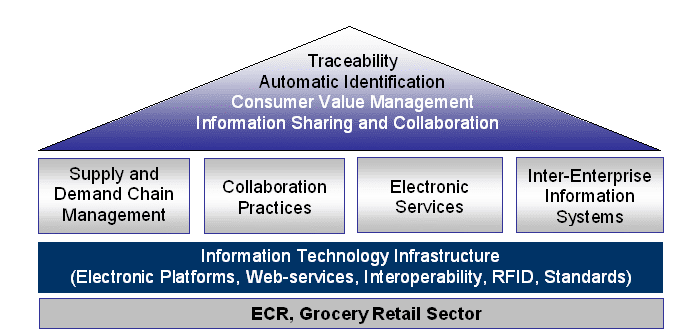 Traceability
Automatic Identification
Consumer Value Management
Information Sharing and Collaboration
Supply and
Demand Chain
Management
Collaboration
Practices
Electronic
Services
Inter-Enterprise
Information
Systems
Information Technology Infrastructure
(Electronic Platforms, Web-services, Interoperability, RFID, Standards)
ECR, Grocery Retail Sector